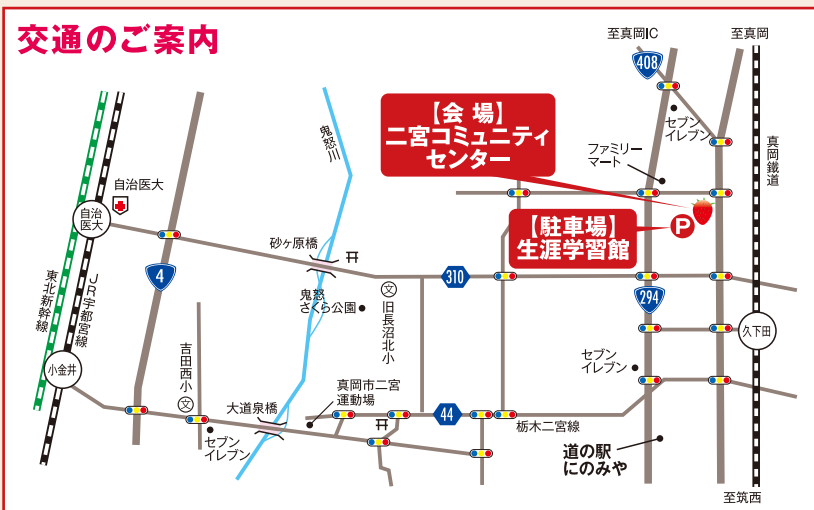 交通のご案内
至真岡IC
至真岡
408
【会 場】
二宮コミュニティ
センター
セブン
イレブン
ファミリー
マート
真岡鐵道
鬼怒川
自治医大
自治
医大
【駐車場】
生涯学習館
P
砂ヶ原橋
4
310
294
東北新幹線
JR宇都宮線
鬼怒
さくら公園
文
旧長沼北小
久下田
小金井
吉田西小
文
セブン
イレブン
真岡市二宮
運動場
大道泉橋
44
栃木二宮線
セブン
イレブン
道の駅
にのみや
至筑西